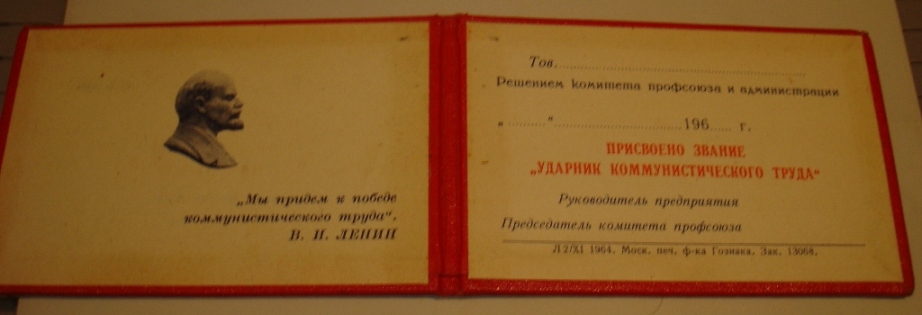 „Мы придем к победе
коммунистического труда“.
В. И. ЛЕНИН
Тов.
Решением комитета профсоюза и администрации
„ “ 196 г.
ПРИСВОЕНО ЗВАНИЕ
„УДАРНИК КОММУНИСТИЧЕСКОГО ТРУДА“
Руководитель предприятия
Председатель комитета профсоюза
Л 2/XI 1964. Моск. печ. ф-ка Гознака. Зак. 13068.